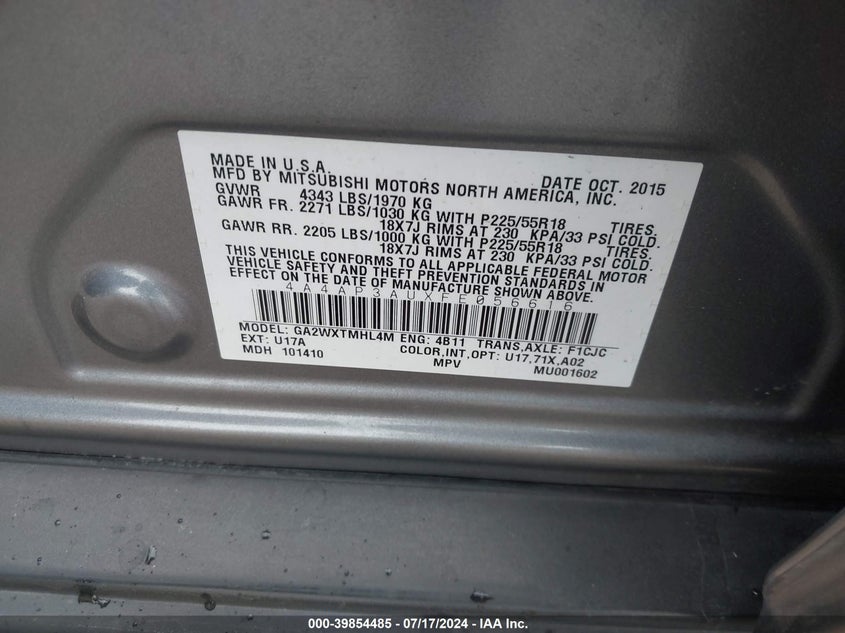 MADE IN U.S.A. DATE OCT. 2015
MFD BY MITSUBISHI MOTORS NORTH AMERICA, INC.
GVWR 4343 LBS/1970 KG
GAWR FR. 2271 LBS/1030 KG WITH P225/55R18 TIRES.
18X7J RIMS AT 230 KPA/33 PSI COLD.
GAWR RR. 2205 LBS/1000 KG WITH P225/55R18 TIRES.
18X7J RIMS AT 230 KPA/33 PSI COLD.
THIS VEHICLE CONFORMS TO ALL APPLICABLE FEDERAL MOTOR
VEHICLE SAFETY AND THEFT PREVENTION STANDARDS IN
EFFECT ON THE DATE OF MANUFACTURE SHOWN ABOVE.
4A4AP3AUXFE056616
MODEL: GA2WXTMHL4M ENG: 4B11 TRANS,AXLE: F1CJC
EXT: U17A COLOR,INT,OPT: U17,71X,A02
MDH 101410 MPV MU001602
000-39854485 - 07/17/2024 - IAA Inc.